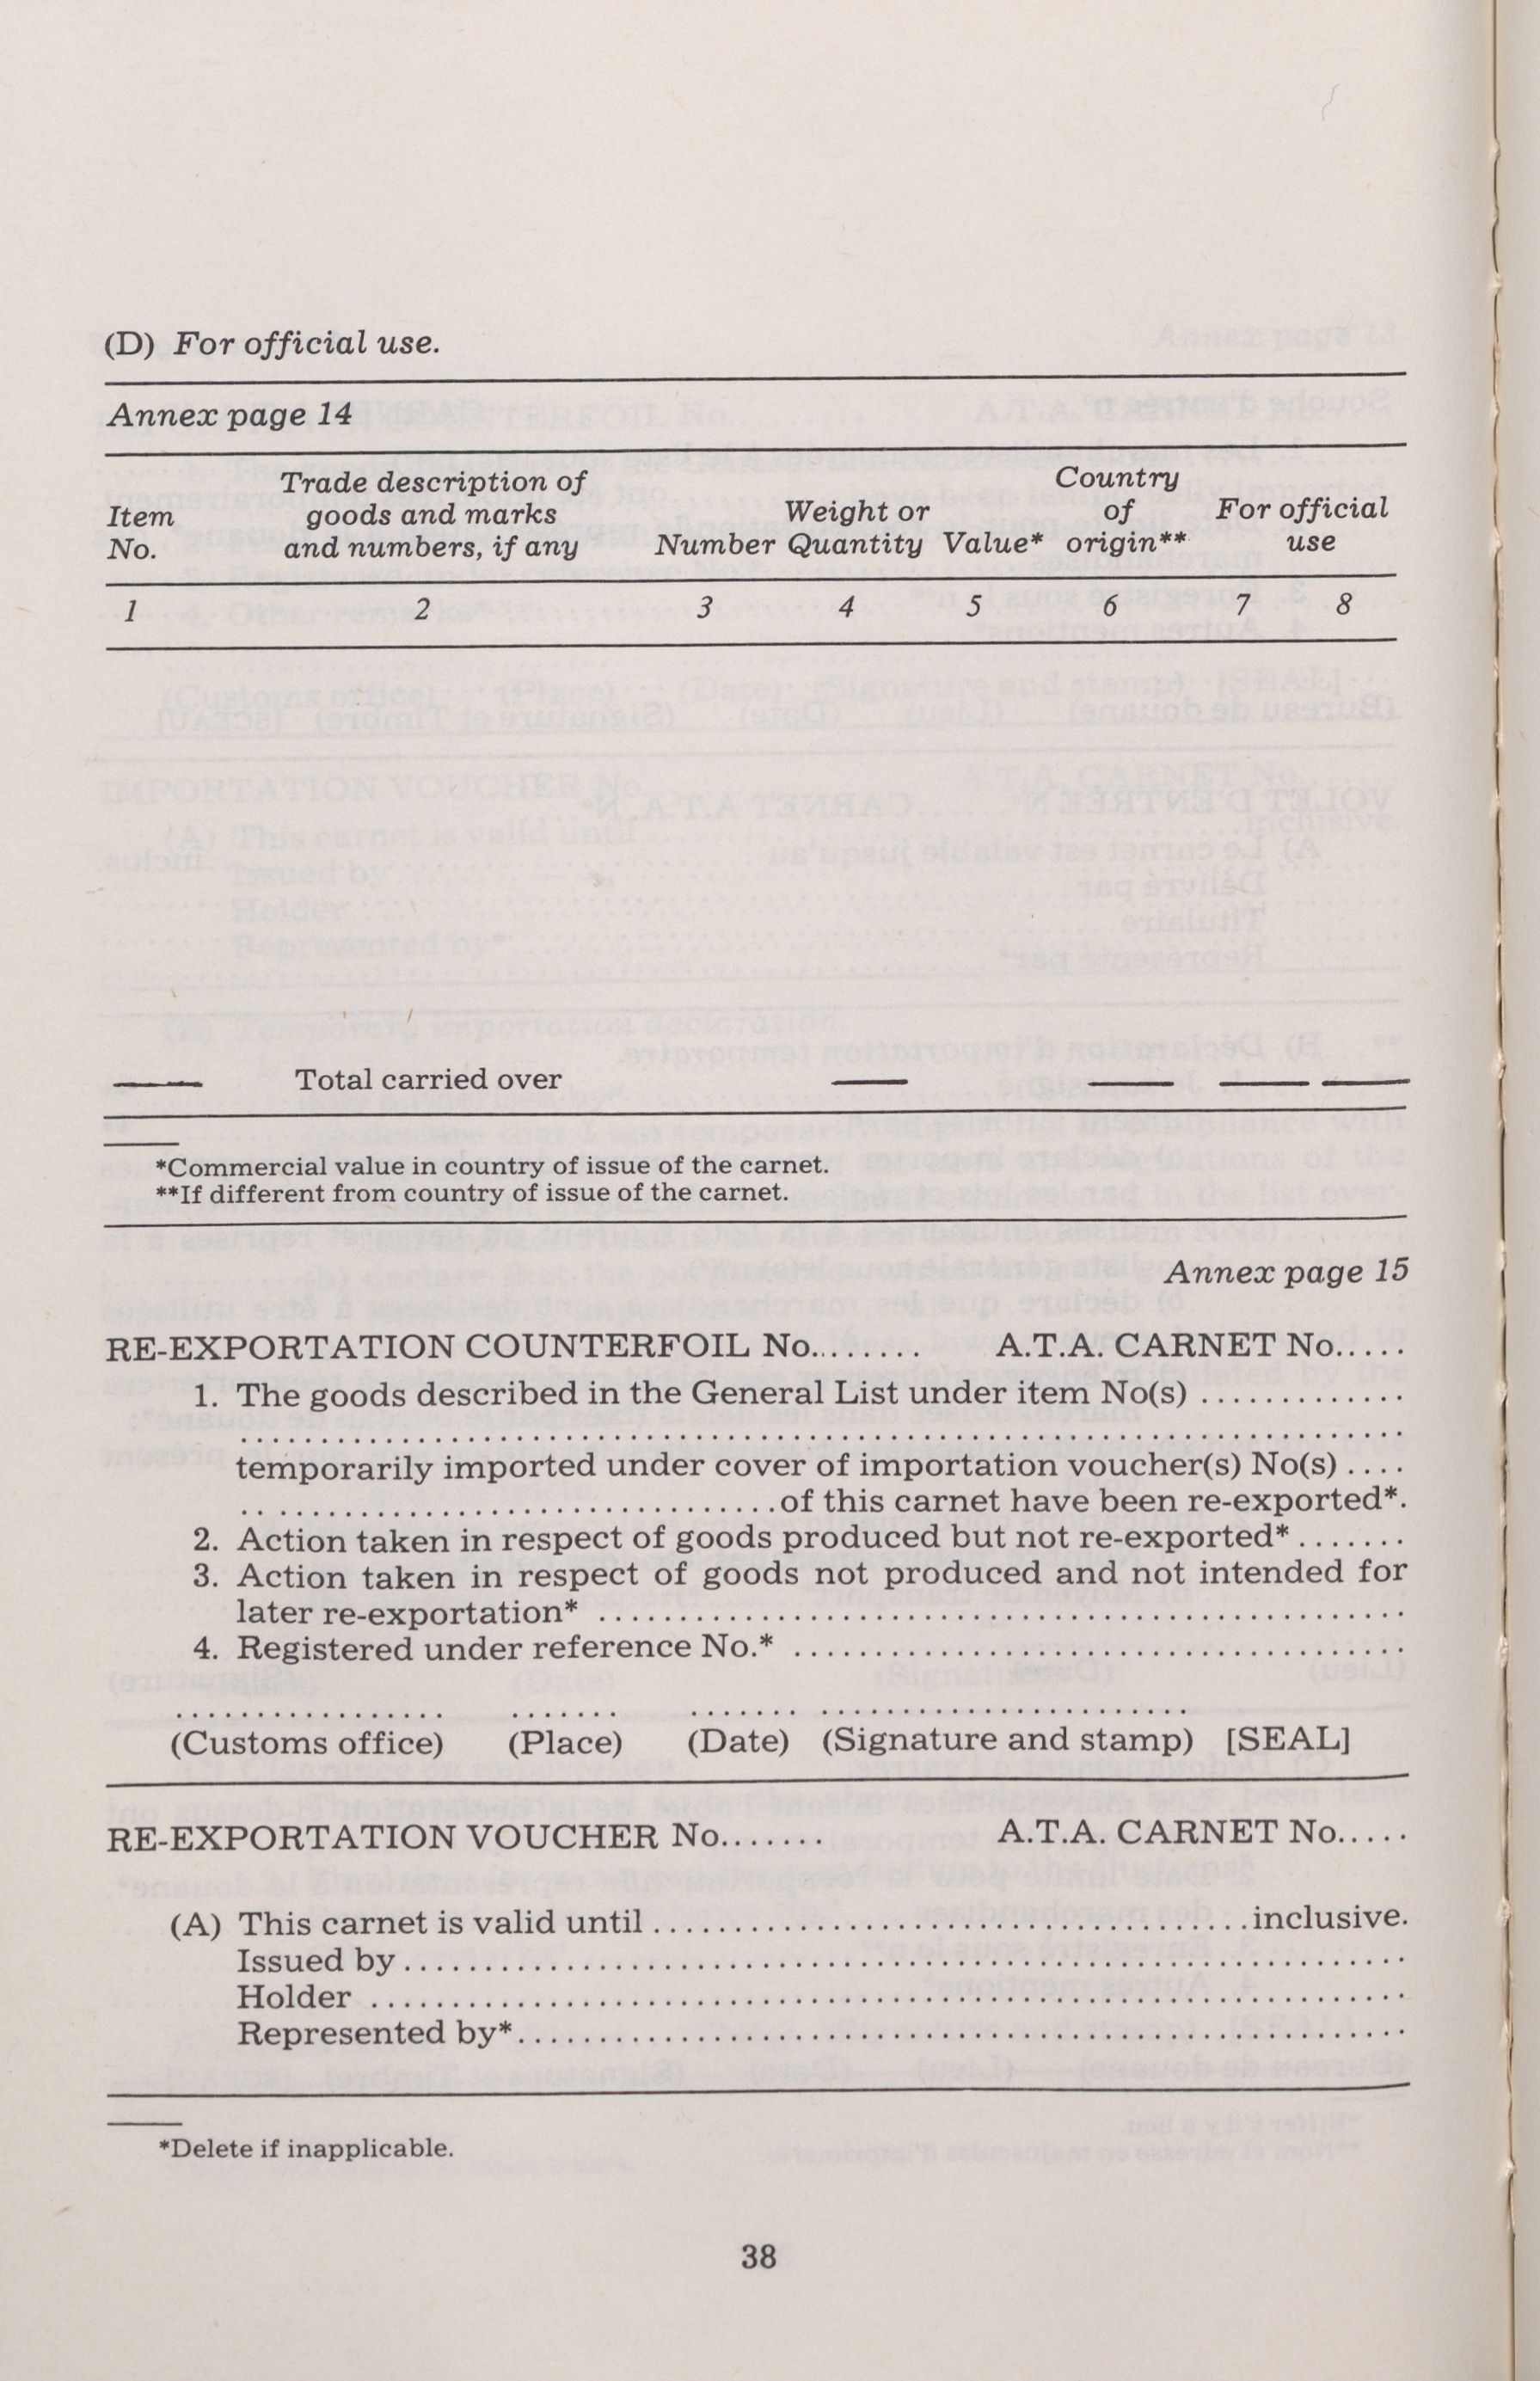 (D) For official use.
Annex page 14
Item No.
Trade description of goods and marks and numbers, if any
Number
Weight or Quantity
Value*
Country of origin**
For official use
1 2 3 4 5 6 7 8
Total carried over
*Commercial value in country of issue of the carnet.
**If different from country of issue of the carnet.
Annex page 15
RE-EXPORTATION COUNTERFOIL No........ A.T.A. CARNET No.....
1. The goods described in the General List under item No(s) .............
..........................................................................
temporarily imported under cover of importation voucher(s) No(s) ....
..................................of this carnet have been re-exported*.
2. Action taken in respect of goods produced but not re-exported* .......
3. Action taken in respect of goods not produced and not intended for
later re-exportation* ...................................................
4. Registered under reference No.* .......................................
................. ....... ....... .......................
(Customs office) (Place) (Date) (Signature and stamp) [SEAL]
RE-EXPORTATION VOUCHER No....... A.T.A. CARNET No.....
(A) This carnet is valid until ......................................inclusive.
Issued by ...............................................................
Holder ..................................................................
Represented by*........................................................
*Delete if inapplicable.
38